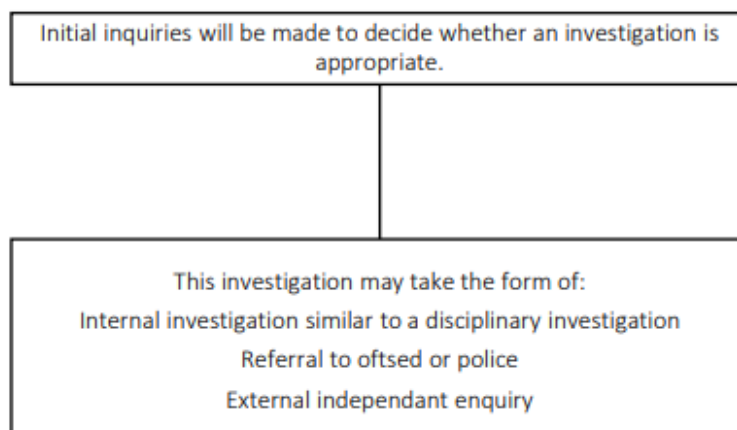 Initial inquiries will be made to decide whether an investigation is
appropriate.
This investigation may take the form of:
Internal investigation similar to a disciplinary investigation
Referral to oftsed or police
External independant enquiry